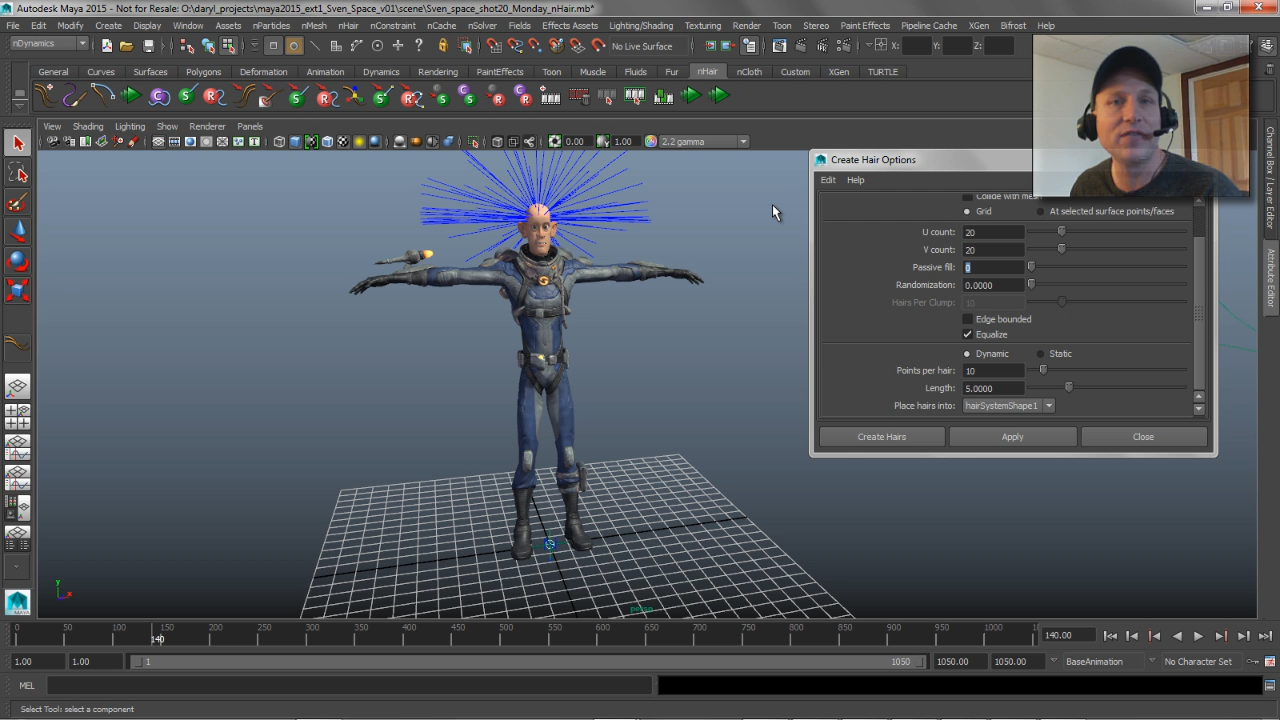 Autodesk Maya 2015 - Not for Resale: O:\daryl_projects\maya2015_ext1_Sven_Space_v01\scene\Sven_space_shot20_Monday_nHair.mb*
File Edit Modify Create Display Window Assets nParticles nMesh nHair nConstraint nCache nSolver Fields Effects Assets Lighting/Shading Texturing Render Toon Stereo Paint Effects Pipeline Cache XGen Bifrost Help
nDynamics No Live Surface X: Y: Z:
General Curves Surfaces Polygons Deformation Animation Dynamics Rendering PaintEffects Toon Muscle Fluids Fur nHair nCloth Custom XGen TURTLE
View Shading Lighting Show Renderer Panels
0.00 1.00 2.2 gamma
Create Hair Options
Edit Help
Collide with mesh
Grid At selected surface points/faces
U count: 20
V count: 20
Passive fill: 0
Randomization: 0.0000
Hairs Per Clump: 10
Edge bounded
Equalize
Dynamic Static
Points per hair: 10
Length: 5.0000
Place hairs into: hairSystemShape1
Create Hairs Apply Close
Channel Box / Layer Editor
Attribute Editor
y
x
persp
MAYA
0 50 100 150 200 250 300 350 400 450 500 550 600 650 700 750 800 850 900 950 1000
140
140.00
1.00 1.00 1 1050 1050.00 1050.00 BaseAnimation No Character Set
MEL
Select Tool: select a component